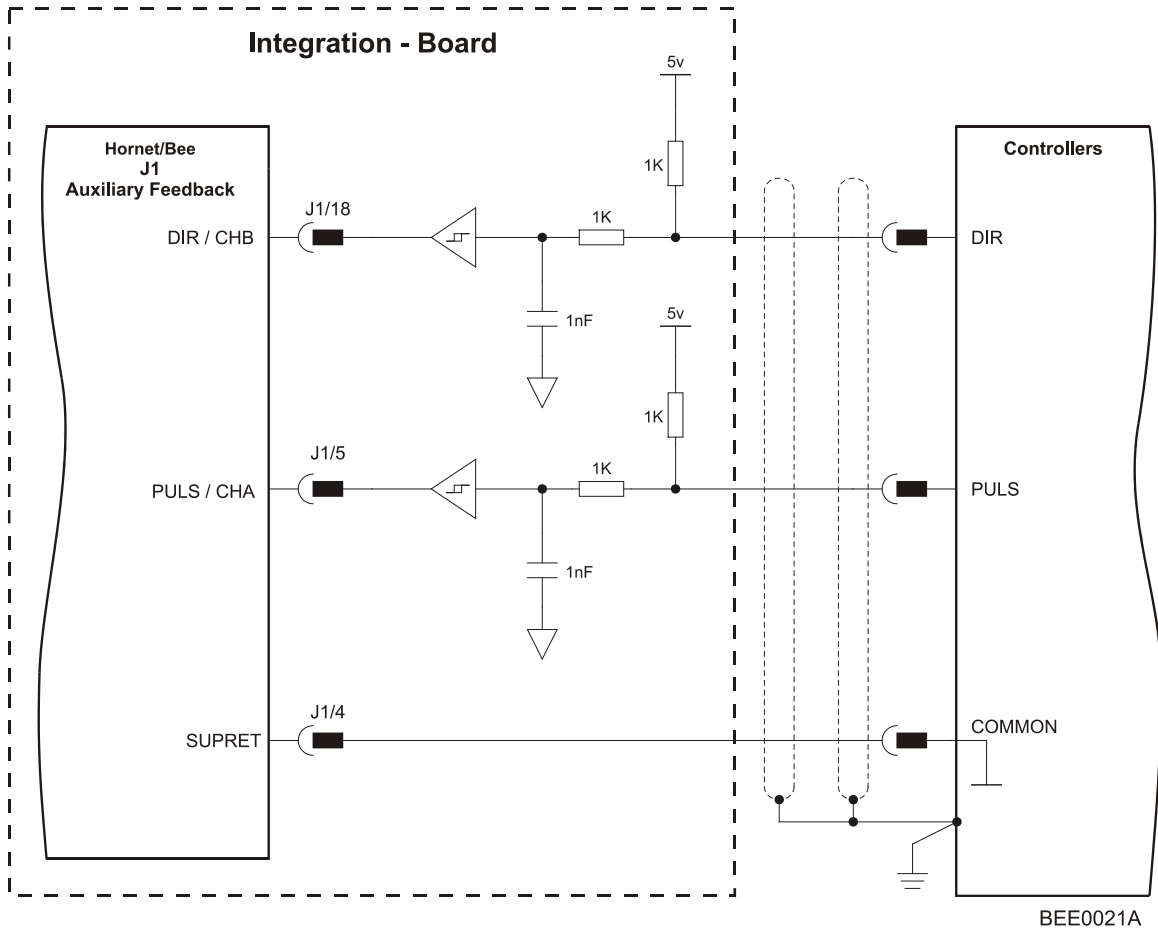 Integration - Board
5v
Hornet/Bee
J1
Auxiliary Feedback
Controllers
1K
J1/18
1K
DIR / CHB
DIR
1nF
5v
1K
J1/5
1K
PULS / CHA
PULS
1nF
J1/4
SUPRET
COMMON
BEE0021A